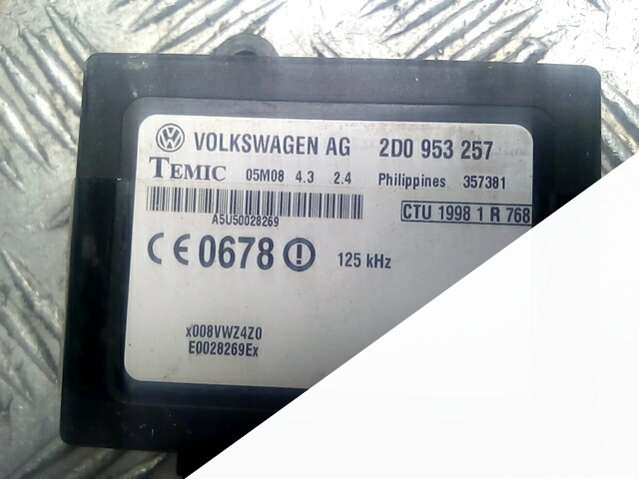 VOLKSWAGEN AG 2D0 953 257
TEMIC 05M08 4.3 2.4 Philippines 357381
A5U50028269 CTU 1998 1 R 768
CE 0678 125 kHz
x008VWZ4Z0
E0028269Ex